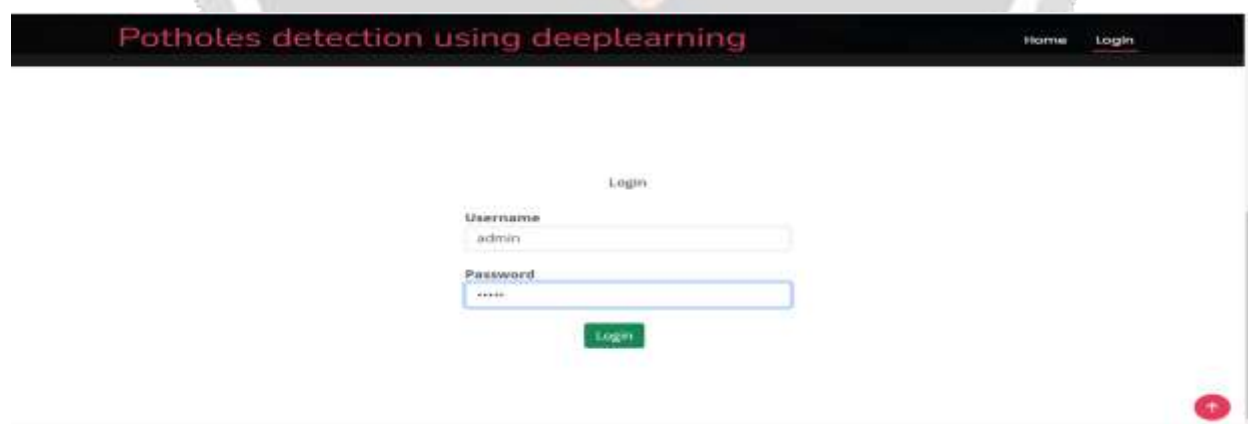 Potholes detection using deeplearning
Home Login
Login
Username
admin
Password
•••••
Login